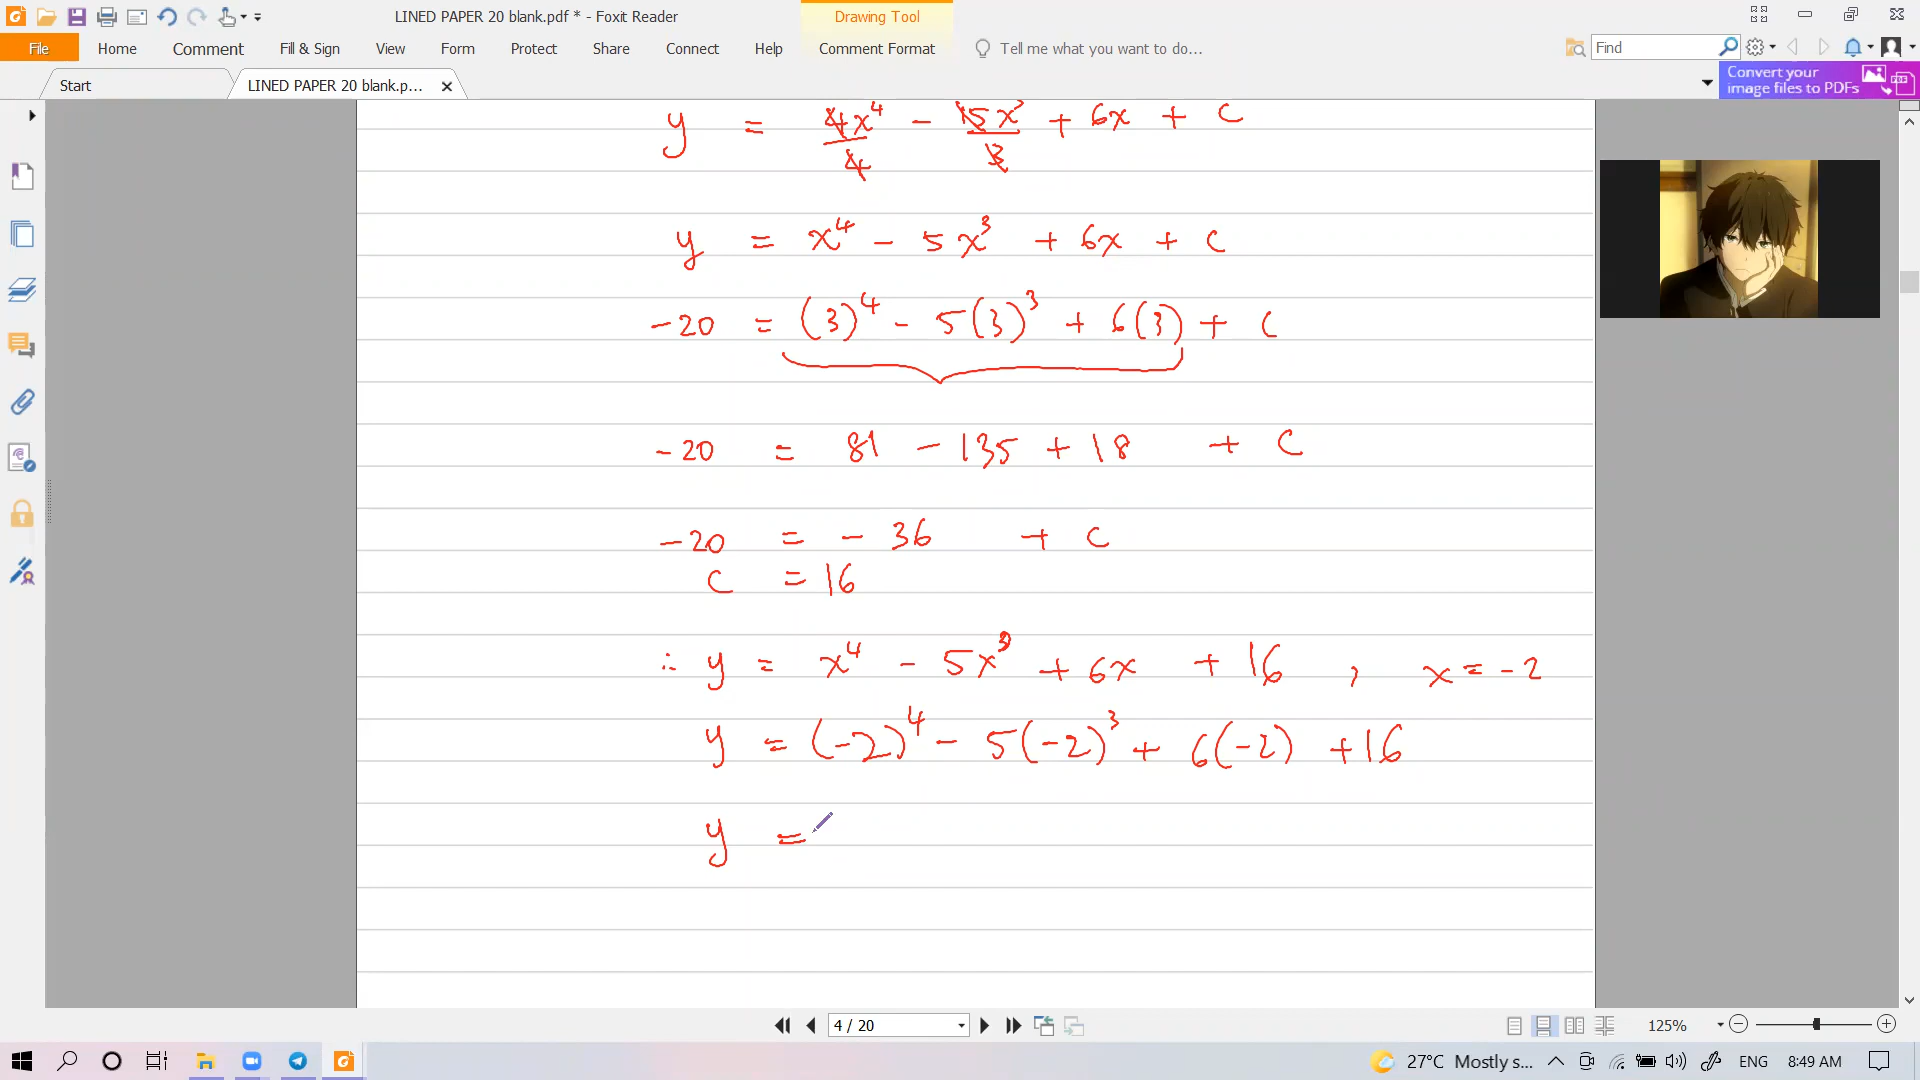 LINED PAPER 20 blank.pdf * - Foxit Reader
Drawing Tool
File Home Comment Fill & Sign View Form Protect Share Connect Help Comment Format Tell me what you want to do... Find
Start LINED PAPER 20 blank.p...
Convert your image files to PDFs
y = 4x⁴/4 - 15x³/3 + 6x + C
y = x⁴ - 5x³ + 6x + C
-20 = (3)⁴ - 5(3)³ + 6(3) + C
-20 = 81 - 135 + 18 + C
-20 = - 36 + C
C = 16
∴ y = x⁴ - 5x³ + 6x + 16 , x = -2
y = (-2)⁴ - 5(-2)³ + 6(-2) + 16
y =
4 / 20 125%
27°C Mostly s... ENG 8:49 AM